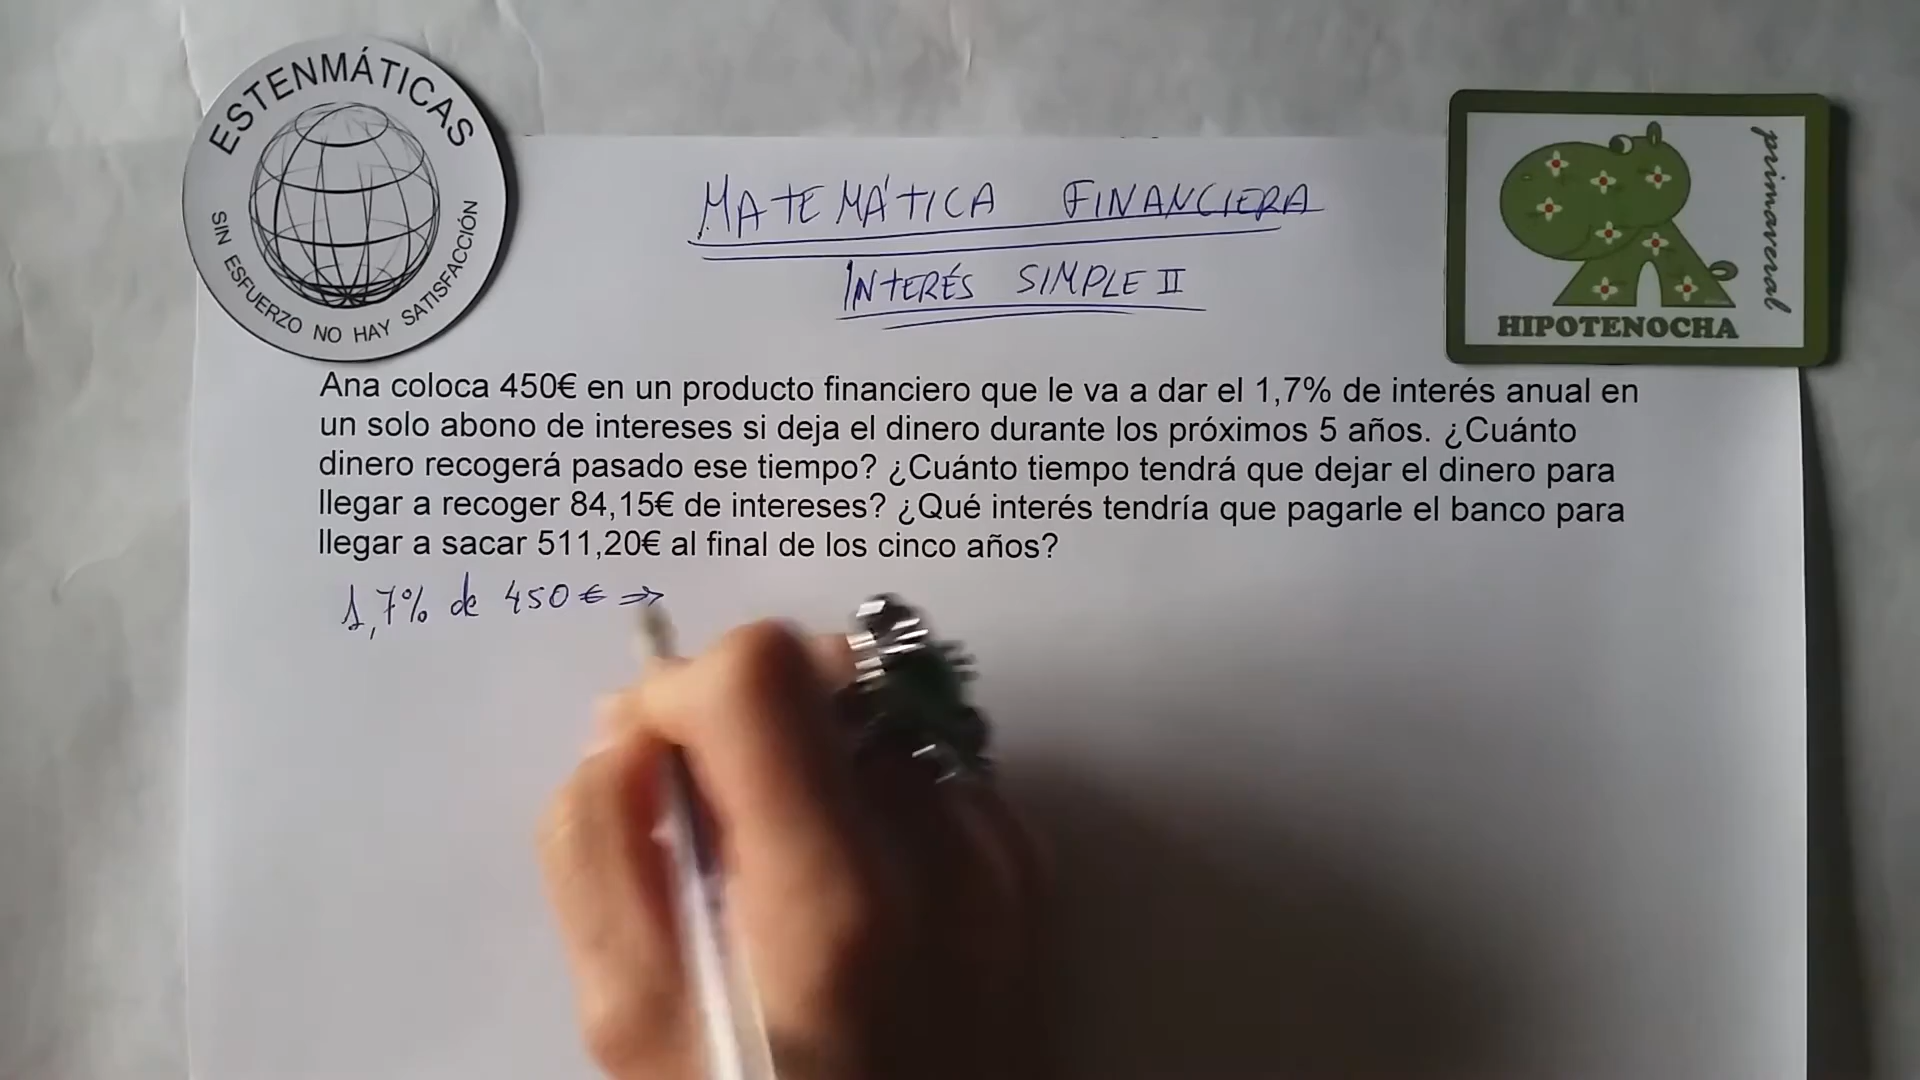 ESTENMÁTICAS
SIN ESFUERZO NO HAY SATISFACCIÓN
MATEMÁTICA FINANCIERA
INTERÉS SIMPLE II
primaveral
HIPOTENOCHA
Ana coloca 450€ en un producto financiero que le va a dar el 1,7% de interés anual en
un solo abono de intereses si deja el dinero durante los próximos 5 años. ¿Cuánto
dinero recogerá pasado ese tiempo? ¿Cuánto tiempo tendrá que dejar el dinero para
llegar a recoger 84,15€ de intereses? ¿Qué interés tendría que pagarle el banco para
llegar a sacar 511,20€ al final de los cinco años?
1,7% de 450€ ⇒